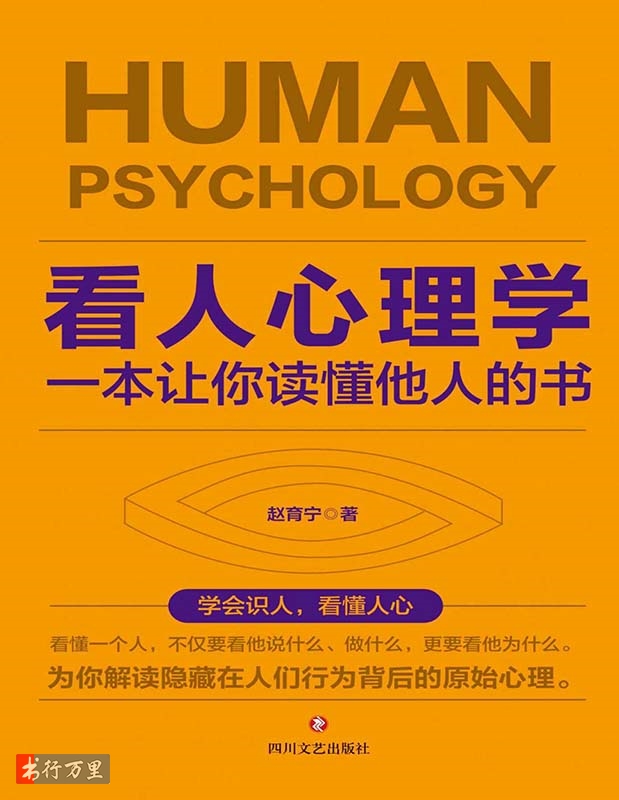 HUMAN
PSYCHOLOGY
看人心理学
一本让你读懂他人的书
赵育宁◎著
学会识人，看懂人心
看懂一个人，不仅要看他说什么、做什么，更要看他为什么。
为你解读隐藏在人们行为背后的原始心理。
四川文艺出版社
书行万里